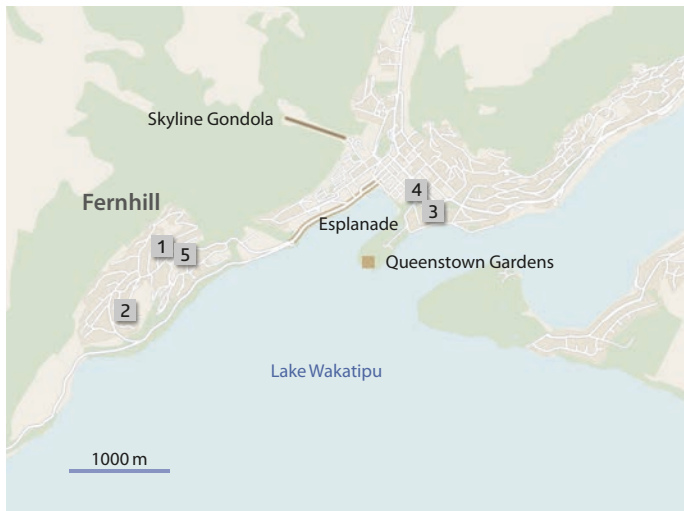 Skyline Gondola
4
Fernhill
3
Esplanade
1
5
Queenstown Gardens
2
Lake Wakatipu
1000 m